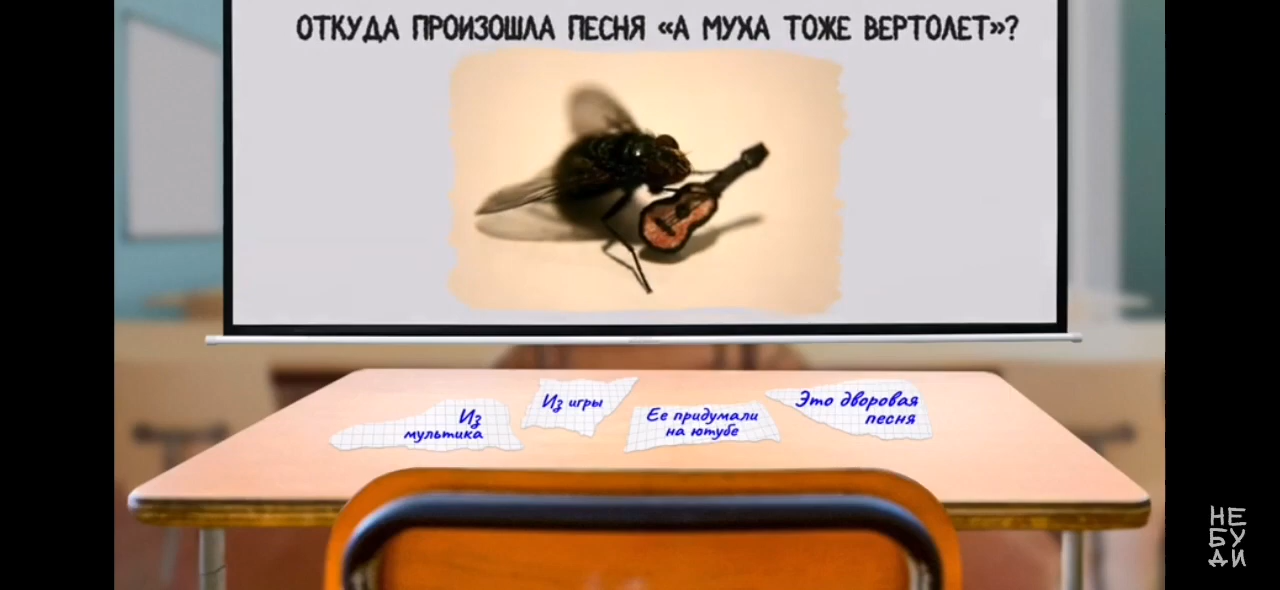 ОТКУДА ПРОИЗОШЛА ПЕСНЯ «А МУХА ТОЖЕ ВЕРТОЛЕТ»?
Из
мультика
Из игры
Ее придумали
на ютубе
Это дворовая
песня
НЕ
БУ
ДИ